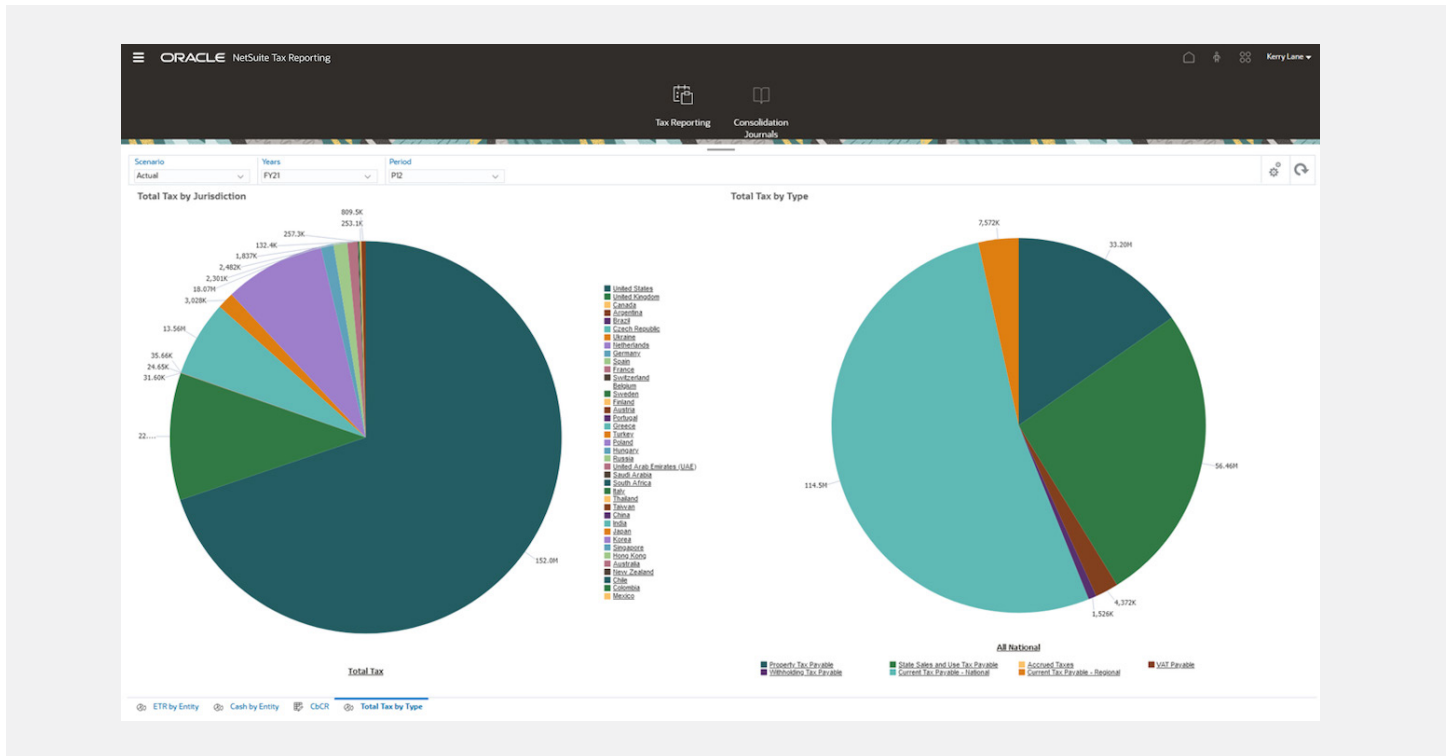 ORACLE NetSuite Tax Reporting
Kerry Lane
Tax Reporting
Consolidation
Journals
Scenario
Actual
Years
FY21
Period
P12
Total Tax by Jurisdiction
809.5K
253.1K
257.3K
132.4K
1,837K
2,482K
2,301K
18.07M
3,028K
13.56M
35.66K
24.65K
31.60K
22....
152.0M
Total Tax
United States
United Kingdom
Canada
Argentina
Brazil
Czech Republic
Ukraine
Netherlands
Germany
Spain
France
Switzerland
Belgium
Sweden
Finland
Austria
Portugal
Greece
Turkey
Poland
Hungary
Russia
United Arab Emirates (UAE)
Saudi Arabia
South Africa
Italy
Thailand
Taiwan
China
India
Japan
Korea
Singapore
Hong Kong
Australia
New Zealand
Chile
Colombia
Mexico
Total Tax by Type
7,572K
33.20M
56.46M
114.5M
4,372K
1,526K
All National
Property Tax Payable
State Sales and Use Tax Payable
Accrued Taxes
VAT Payable
Withholding Tax Payable
Current Tax Payable - National
Current Tax Payable - Regional
ETR by Entity
Cash by Entity
CbCR
Total Tax by Type